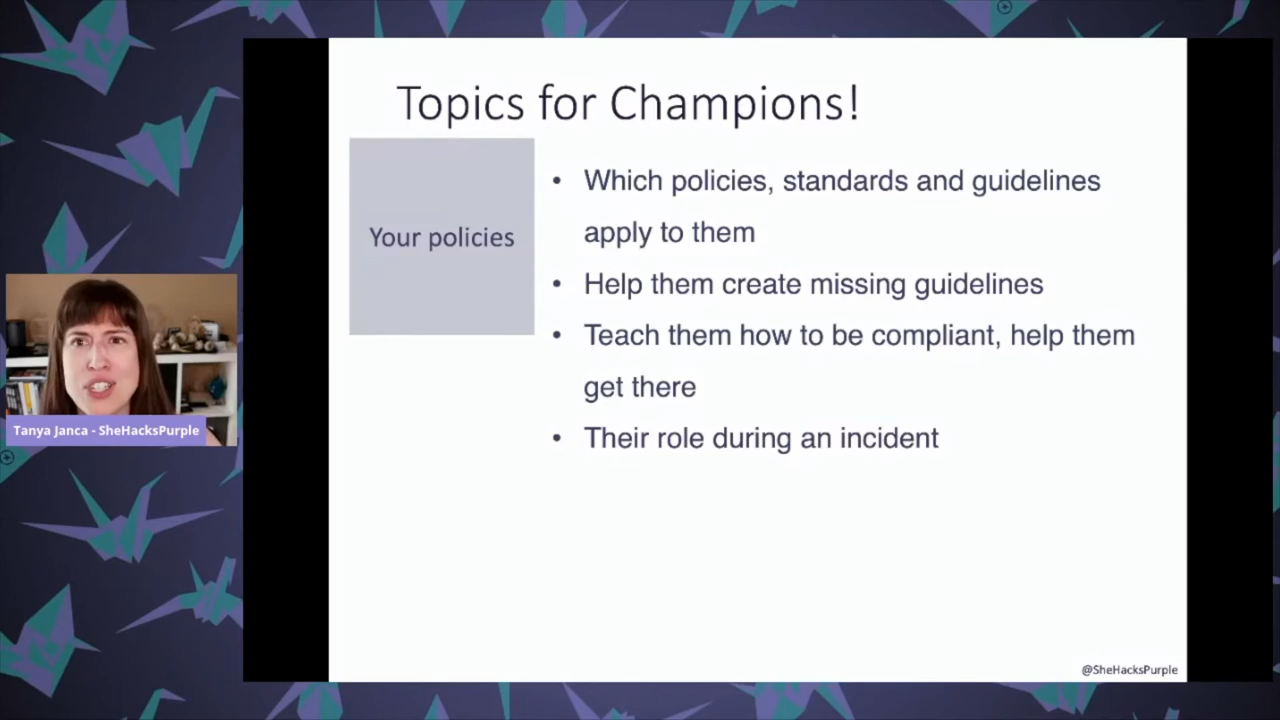 Topics for Champions!
Your policies
• Which policies, standards and guidelines
apply to them
• Help them create missing guidelines
• Teach them how to be compliant, help them
get there
• Their role during an incident
Tanya Janca - SheHacksPurple
@SheHacksPurple